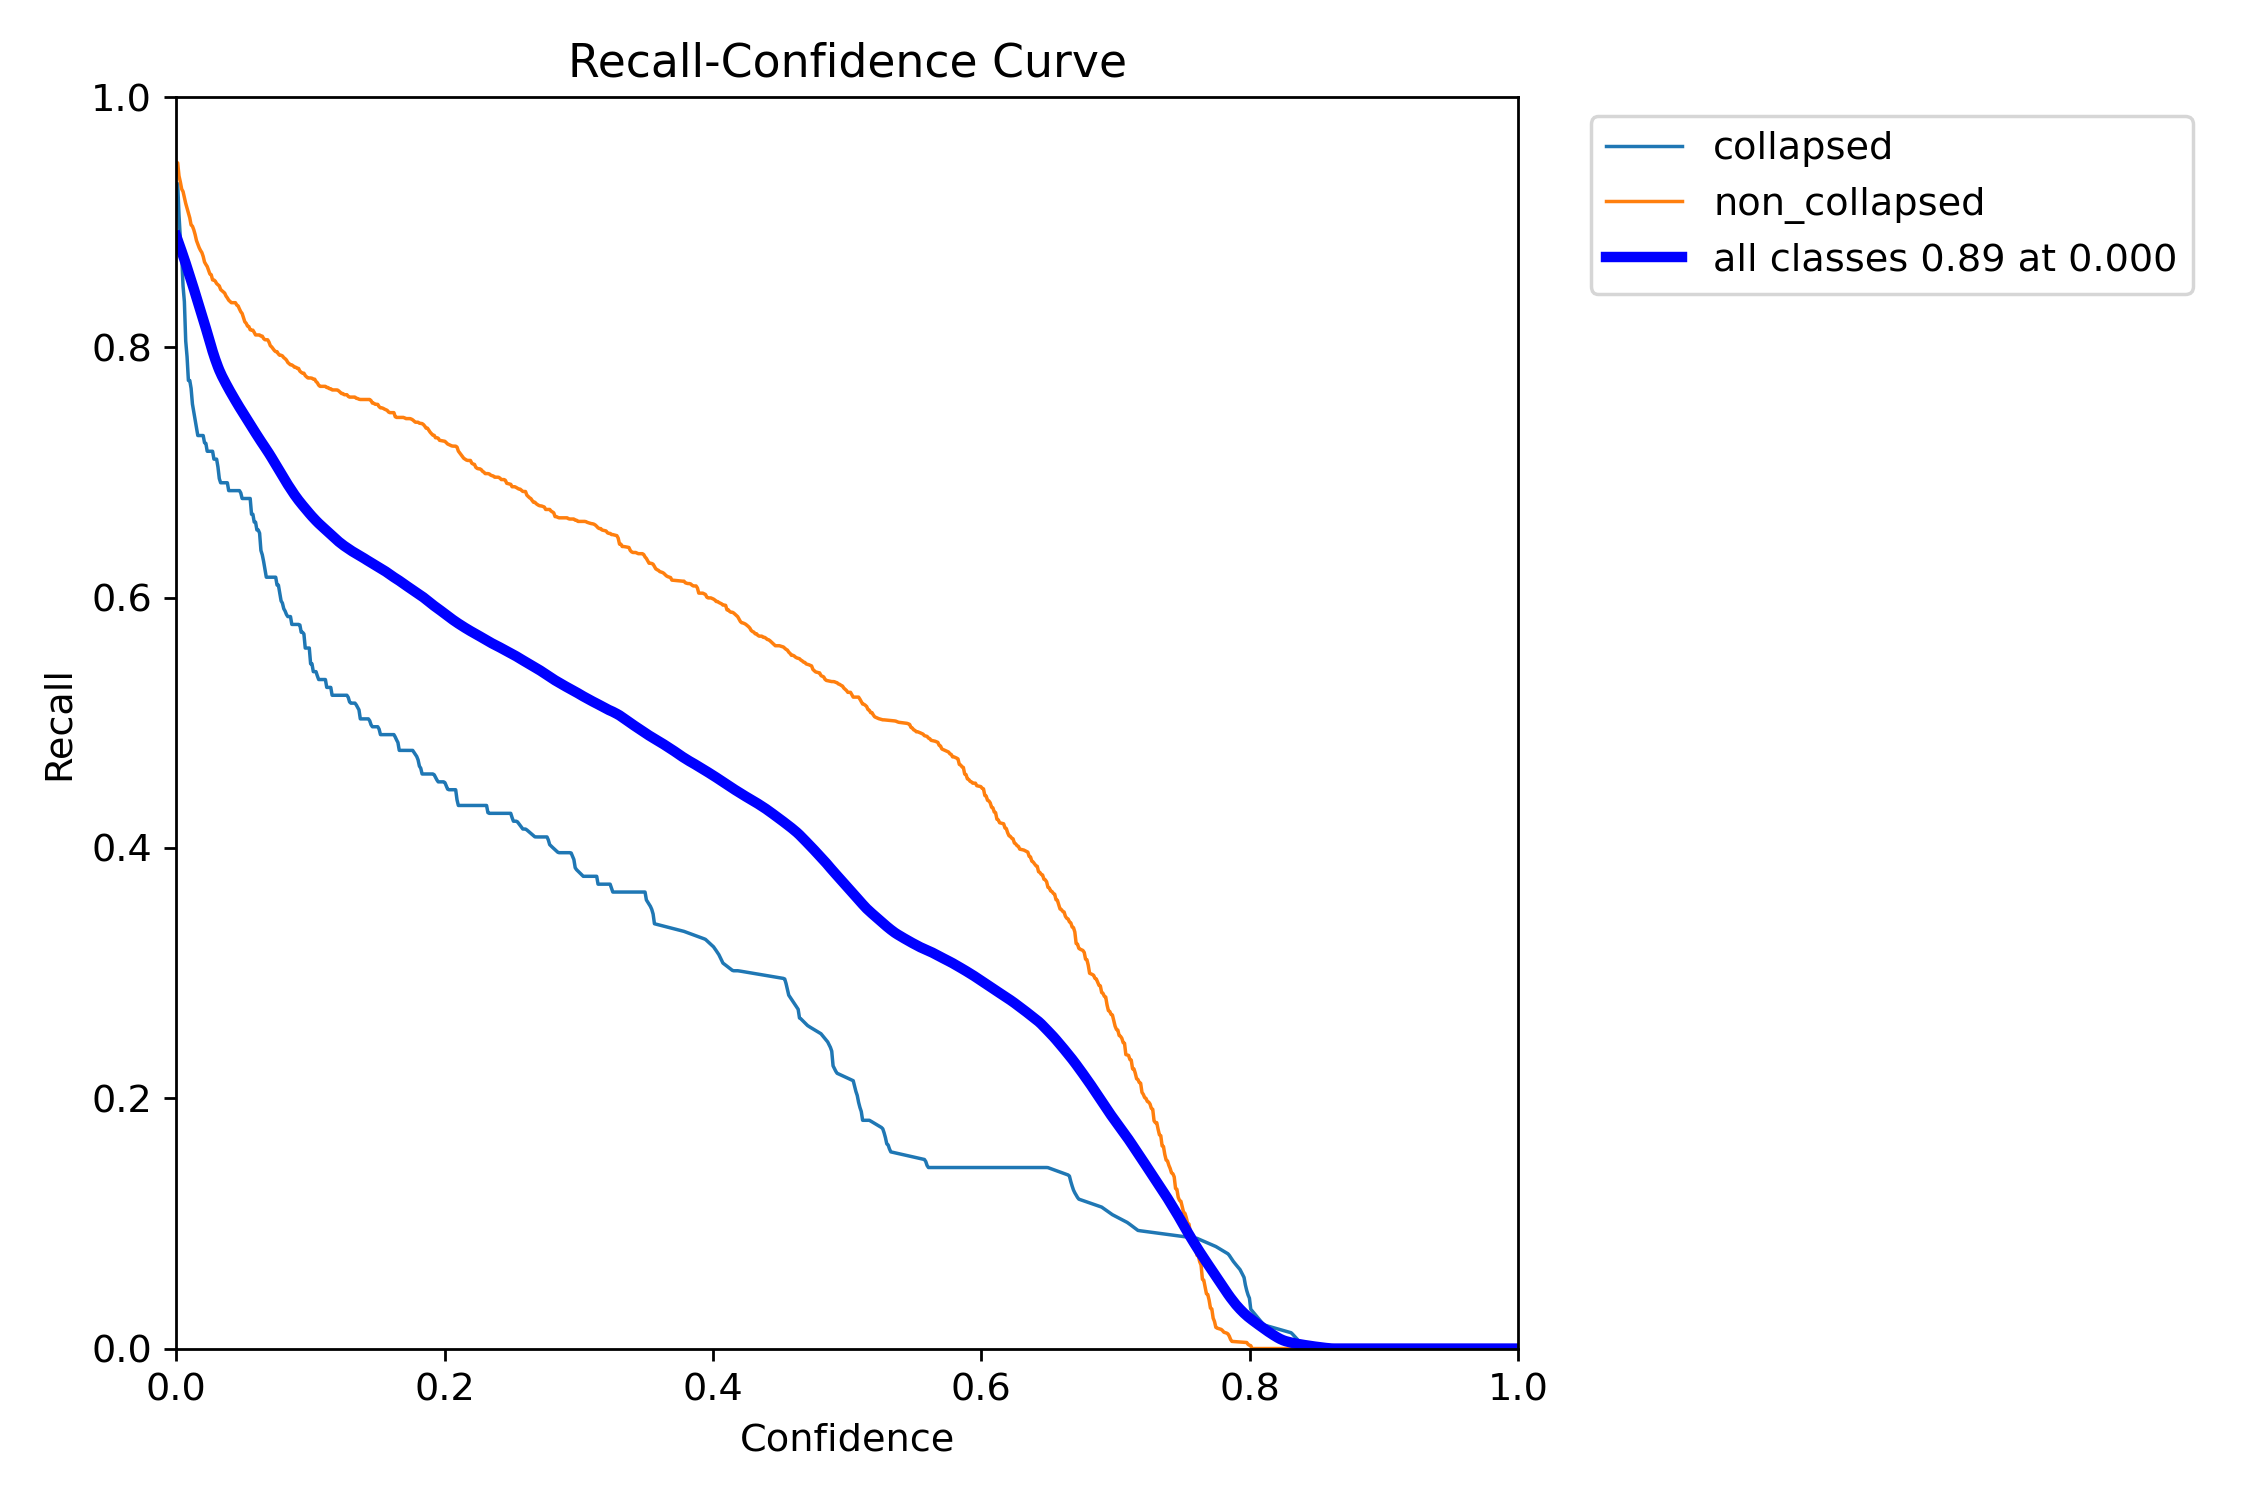 Recall-Confidence Curve
1.0
0.8
0.6
0.4
0.2
0.0
Recall
0.0 0.2 0.4 0.6 0.8 1.0
Confidence
collapsed
non_collapsed
all classes 0.89 at 0.000